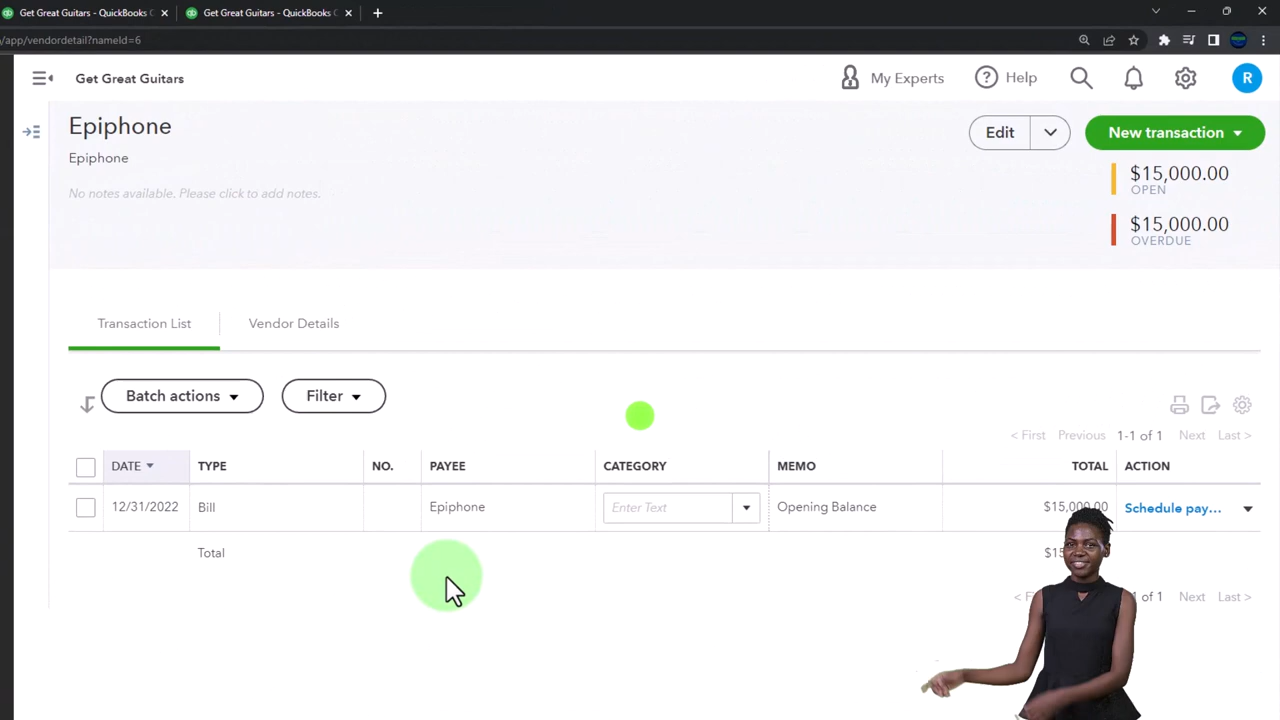 Get Great Guitars - QuickBooks C
Get Great Guitars - QuickBooks C
/app/vendordetail?nameId=6
Get Great Guitars
My Experts
Help
R
Epiphone
Edit
New transaction
Epiphone
$15,000.00
OPEN
No notes available. Please click to add notes.
$15,000.00
OVERDUE
Transaction List
Vendor Details
Batch actions
Filter
< First Previous 1-1 of 1 Next Last >
DATE TYPE NO. PAYEE CATEGORY MEMO TOTAL ACTION
12/31/2022 Bill Epiphone Enter Text Opening Balance $15,000.00 Schedule pay...
Total
of 1 Next Last >